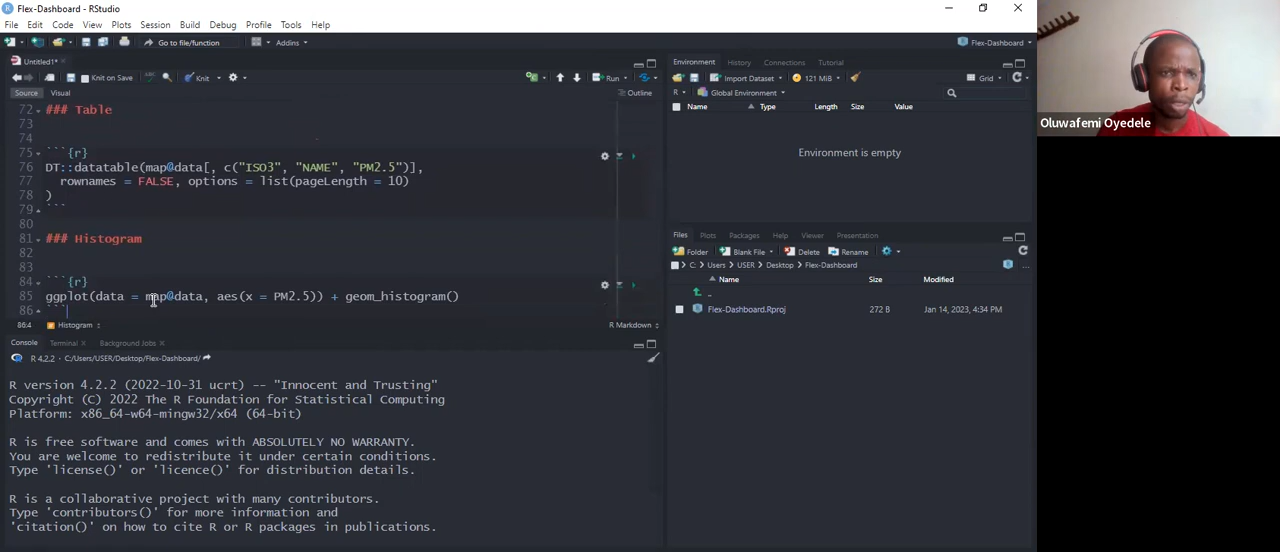 Flex-Dashboard - RStudio
File Edit Code View Plots Session Build Debug Profile Tools Help
Go to file/function Addins Flex-Dashboard
Untitled1*
Knit on Save Knit Run
Source Visual Outline
72 ### Table
73
74
75 ```{r}
76 DT::datatable(map@data[, c("ISO3", "NAME", "PM2.5")],
77 rownames = FALSE, options = list(pageLength = 10)
78 )
79 ```
80
81 ### Histogram
82
83
84 ```{r}
85 ggplot(data = map@data, aes(x = PM2.5)) + geom_histogram()
86 ```
86:4 Histogram R Markdown
Console Terminal Background Jobs
R 4.2.2 · C:/Users/USER/Desktop/Flex-Dashboard/
R version 4.2.2 (2022-10-31 ucrt) -- "Innocent and Trusting"
Copyright (C) 2022 The R Foundation for Statistical Computing
Platform: x86_64-w64-mingw32/x64 (64-bit)
R is free software and comes with ABSOLUTELY NO WARRANTY.
You are welcome to redistribute it under certain conditions.
Type 'license()' or 'licence()' for distribution details.
R is a collaborative project with many contributors.
Type 'contributors()' for more information and
'citation()' on how to cite R or R packages in publications.
Environment History Connections Tutorial
Import Dataset 121 MiB Grid
R Global Environment
Name Type Length Size Value
Environment is empty
Files Plots Packages Help Viewer Presentation
Folder Blank File Delete Rename
C: Users USER Desktop Flex-Dashboard
Name Size Modified
..
Flex-Dashboard.Rproj 272 B Jan 14, 2023, 4:34 PM
Oluwafemi Oyedele